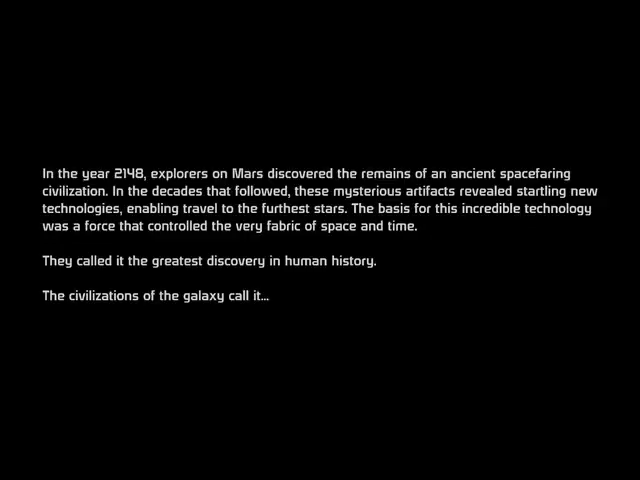 In the year 2148, explorers on Mars discovered the remains of an ancient spacefaring
civilization. In the decades that followed, these mysterious artifacts revealed startling new
technologies, enabling travel to the furthest stars. The basis for this incredible technology
was a force that controlled the very fabric of space and time.
They called it the greatest discovery in human history.
The civilizations of the galaxy call it...